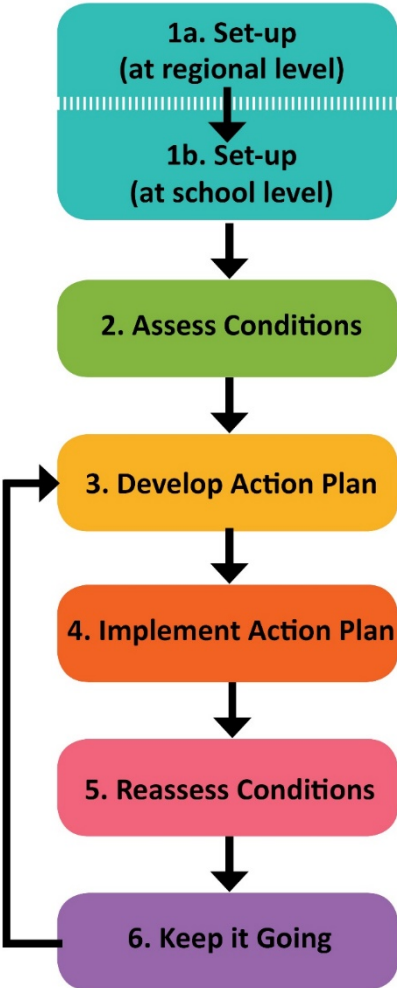 1a. Set-up
(at regional level)
1b. Set-up
(at school level)
2. Assess Conditions
3. Develop Action Plan
4. Implement Action Plan
5. Reassess Conditions
6. Keep it Going